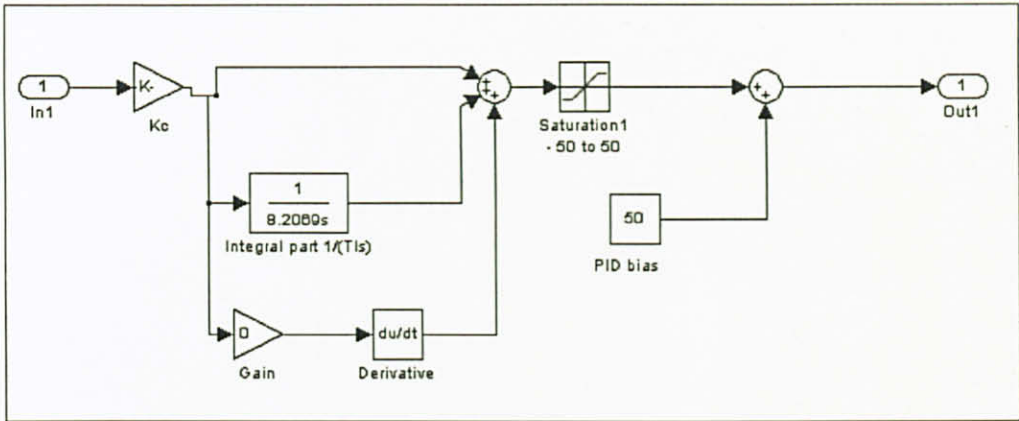 1
In1
K-
Kc
1
8.2069s
Integral part 1/(TIs)
0
Gain
du/dt
Derivative
+
+
+
Saturation1
- 50 to 50
+
+
50
PID bias
1
Out1